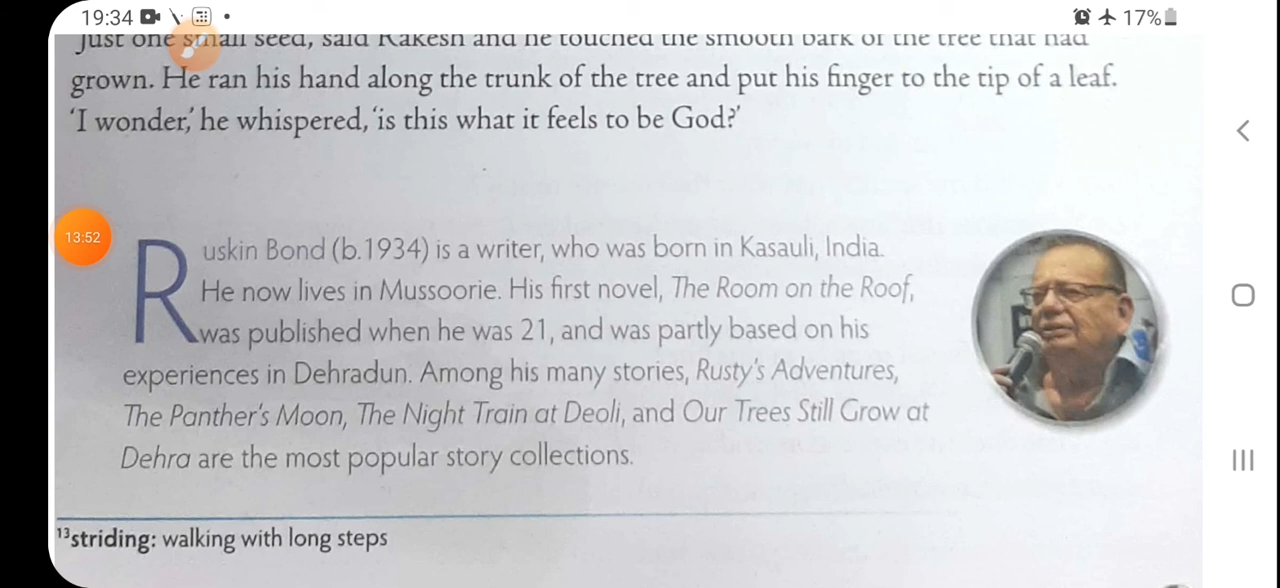 19:34
17%
Just one small seed, said Rakesh and he touched the smooth bark of the tree that had
grown. He ran his hand along the trunk of the tree and put his finger to the tip of a leaf.
‘I wonder,’ he whispered, ‘is this what it feels to be God?’
13:52
Ruskin Bond (b.1934) is a writer, who was born in Kasauli, India.
He now lives in Mussoorie. His first novel, The Room on the Roof,
was published when he was 21, and was partly based on his
experiences in Dehradun. Among his many stories, Rusty's Adventures,
The Panther's Moon, The Night Train at Deoli, and Our Trees Still Grow at
Dehra are the most popular story collections.
¹³striding: walking with long steps